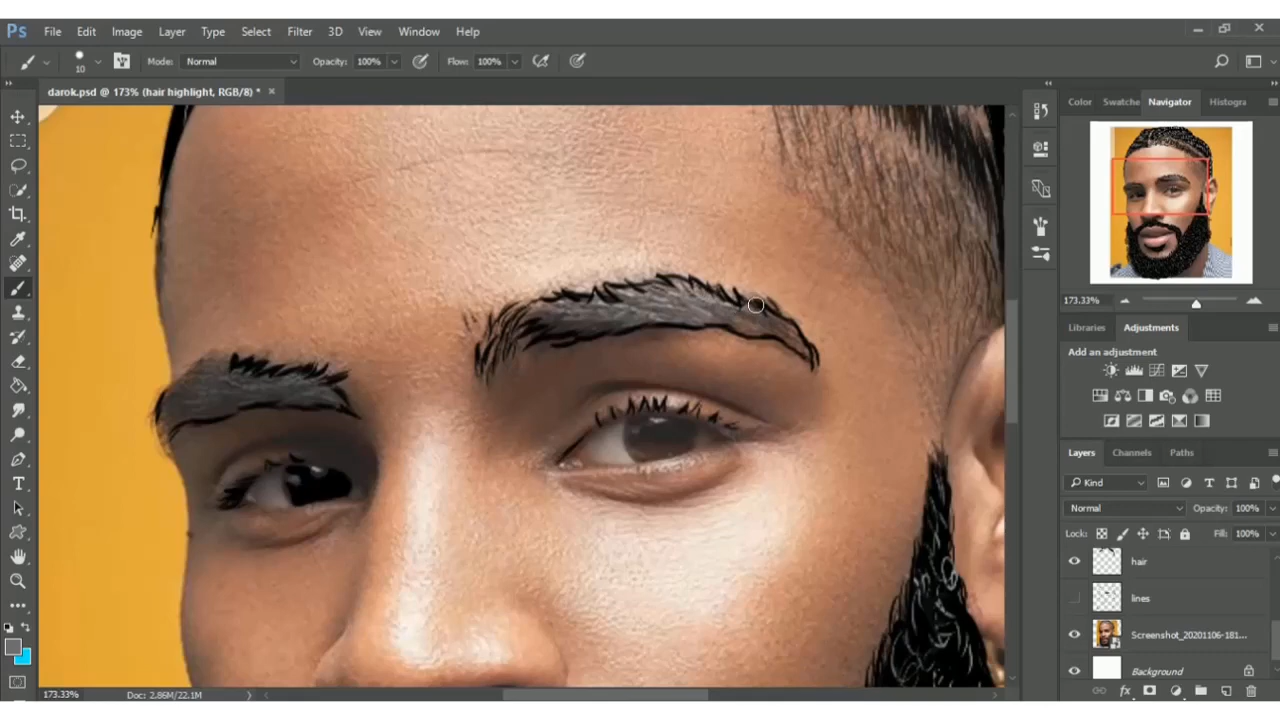 Ps File Edit Image Layer Type Select Filter 3D View Window Help
10 Mode: Normal Opacity: 100% Flow: 100%
darok.psd @ 173% (hair highlight, RGB/8) * ×
Color Swatche Navigator Histogra
173.33%
Libraries Adjustments
Add an adjustment
Layers Channels Paths
Kind
Normal Opacity: 100%
Lock: Fill: 100%
hair
lines
Screenshot_20201106-181...
Background
173.33% Doc: 2.86M/22.1M